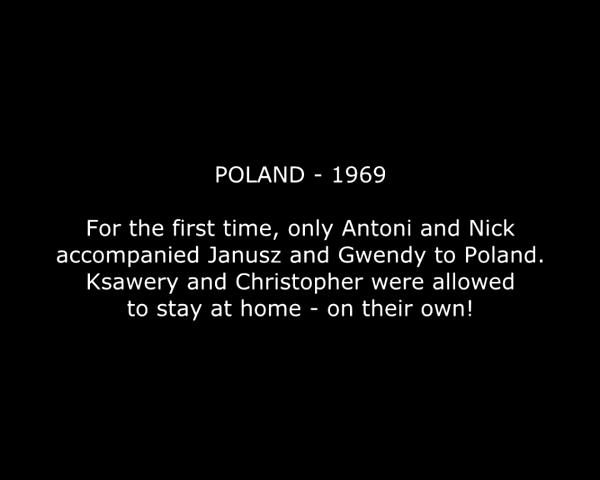 POLAND - 1969
For the first time, only Antoni and Nick
accompanied Janusz and Gwendy to Poland.
Ksawery and Christopher were allowed
to stay at home - on their own!